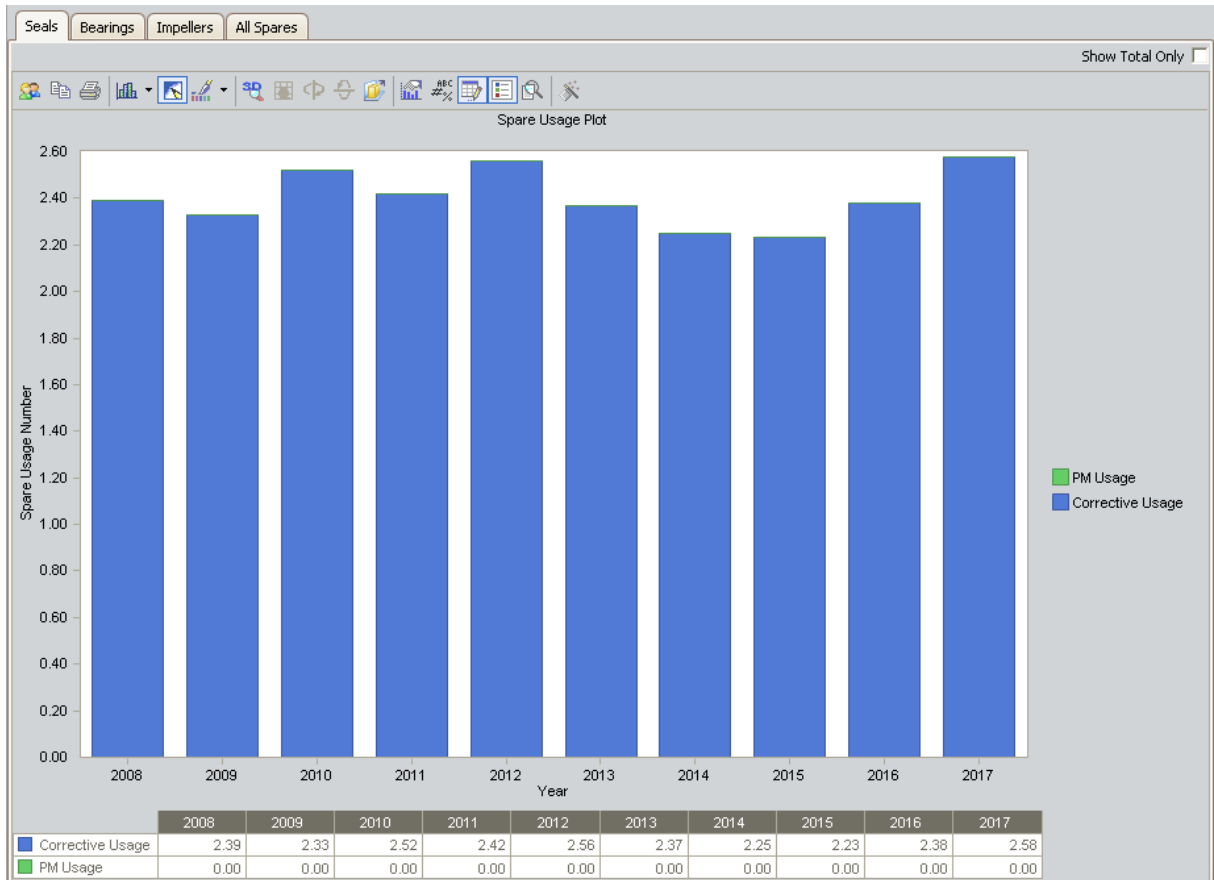 Seals Bearings Impellers All Spares
Show Total Only
3D ABC #,%
Spare Usage Plot
2.60
2.40
2.20
2.00
1.80
1.60
1.40
1.20
1.00
0.80
0.60
0.40
0.20
0.00
Spare Usage Number
2008 2009 2010 2011 2012 2013 2014 2015 2016 2017
Year
PM Usage
Corrective Usage
2008 2009 2010 2011 2012 2013 2014 2015 2016 2017
Corrective Usage 2.39 2.33 2.52 2.42 2.56 2.37 2.25 2.23 2.38 2.58
PM Usage 0.00 0.00 0.00 0.00 0.00 0.00 0.00 0.00 0.00 0.00